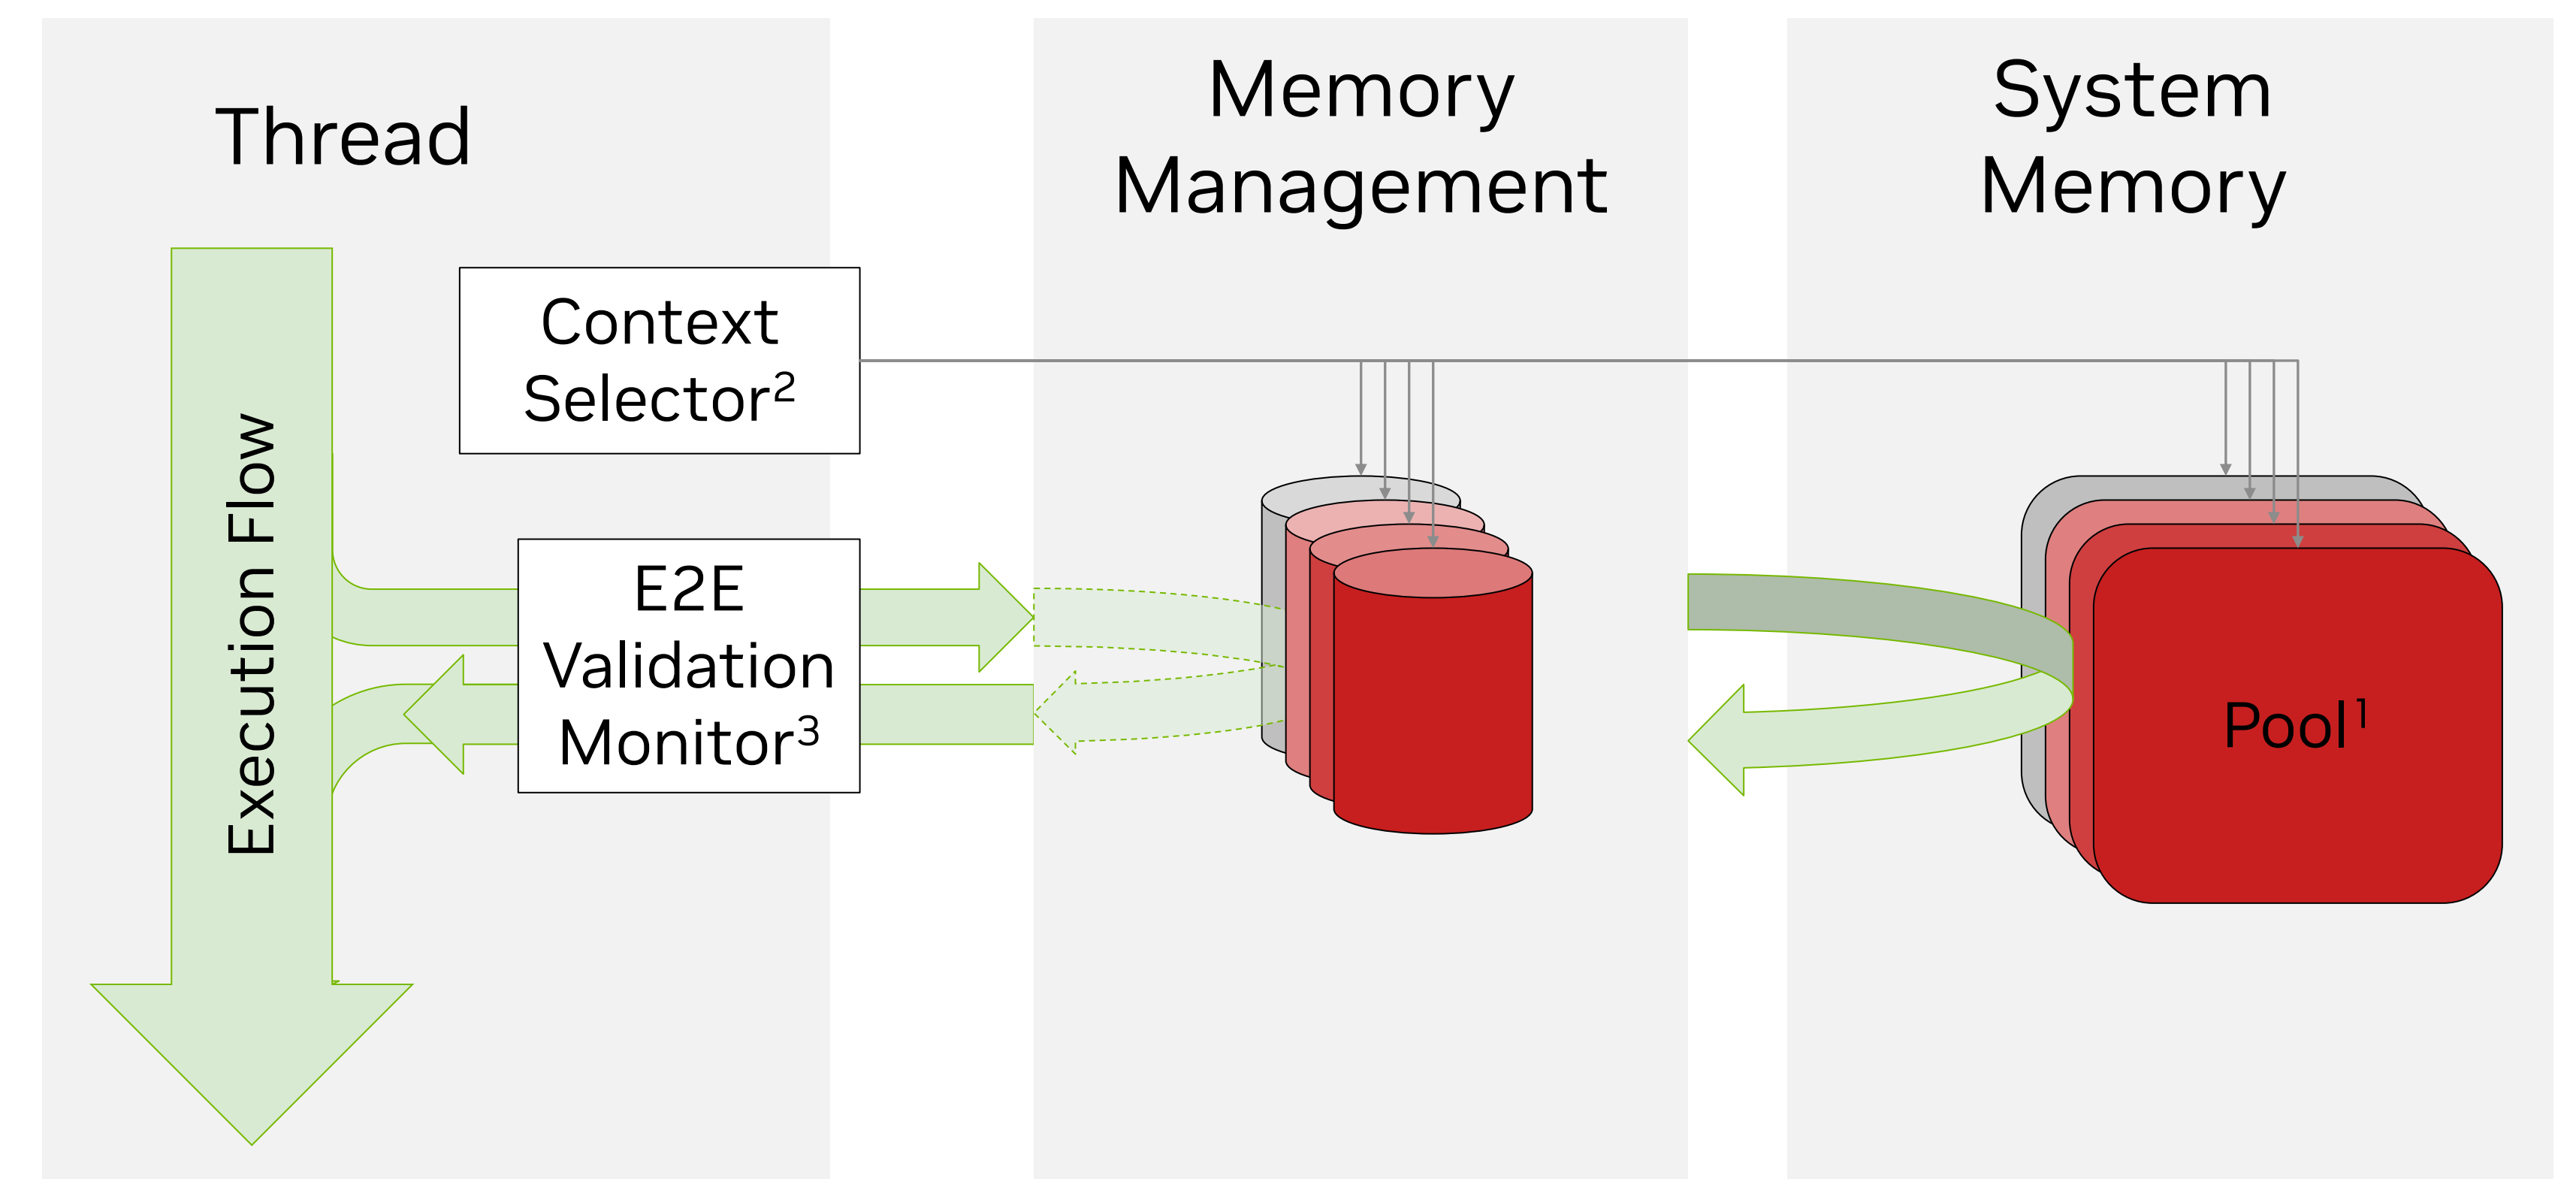 Thread
Memory
Management
System
Memory
Context
Selector²
Execution Flow
E2E
Validation
Monitor³
Pool¹